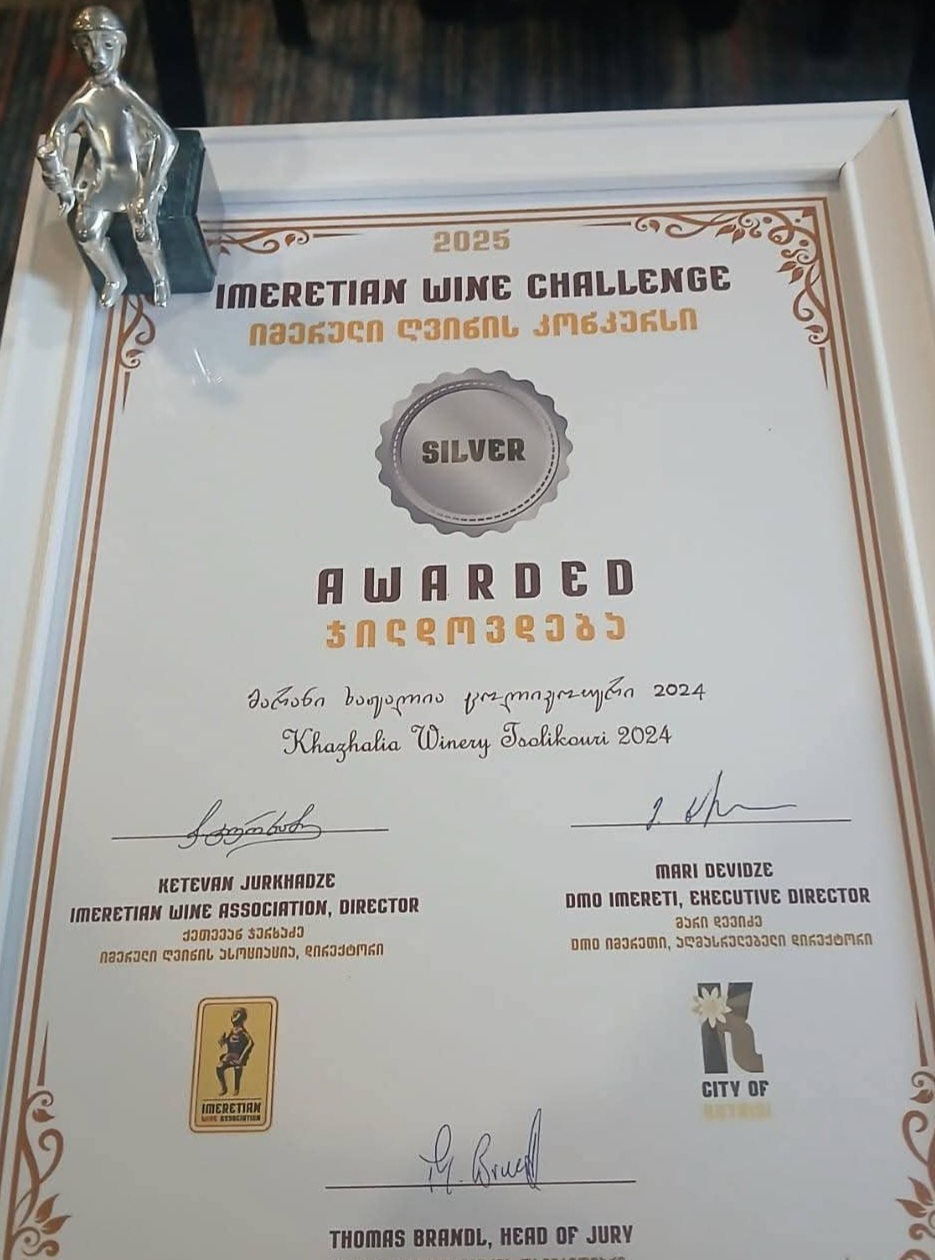 2025
IMERETIAN WINE CHALLENGE
იმერული ღვინის კონკურსი
SILVER
AWARDED
ჯილდოვდება
მარანი ხაჟალია ცოლიკოური 2024
Khazhalia Winery Tsolikouri 2024
KETEVAN JURKHADZE
IMERETIAN WINE ASSOCIATION, DIRECTOR
ქეთევან ჯურხაძე
იმერული ღვინის ასოციაცია, დირექტორი
MARI DEVIDZE
DMO IMERETI, EXECUTIVE DIRECTOR
მარი დევიძე
DMO იმერეთი, აღმასრულებელი დირექტორი
IMERETIAN
WINE ASSOCIATION
K
CITY OF
THOMAS BRANDL, HEAD OF JURY